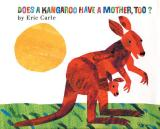 DOES A KANGAROO HAVE A MOTHER, TOO?
by Eric Carle